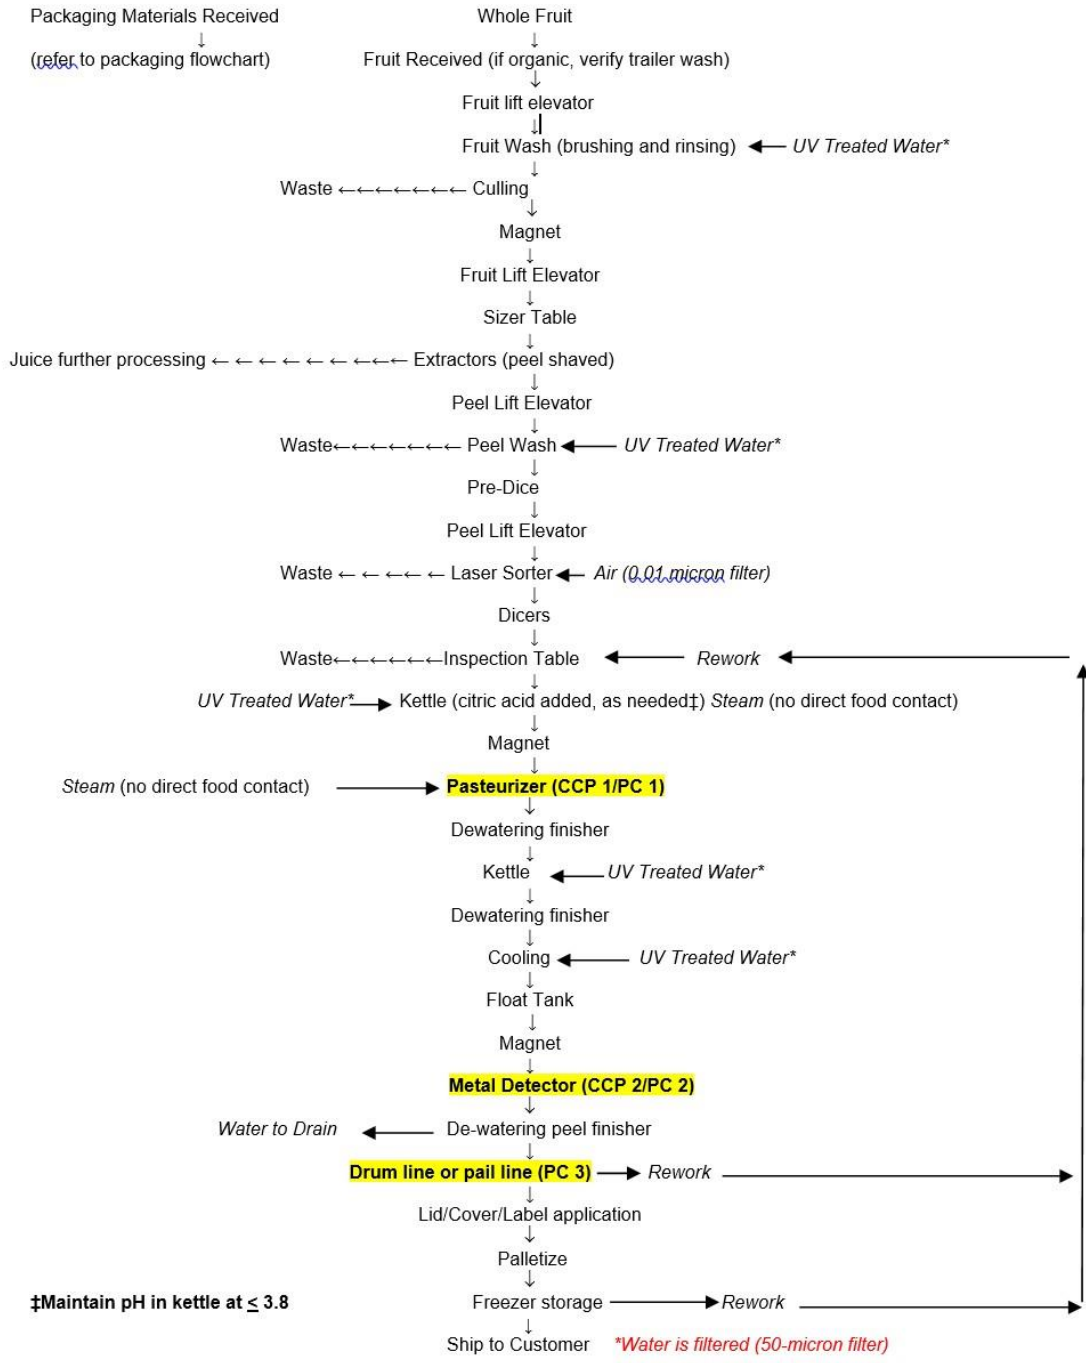 Packaging Materials Received
Whole Fruit
(refer to packaging flowchart)
Fruit Received (if organic, verify trailer wash)
Fruit lift elevator
Fruit Wash (brushing and rinsing) UV Treated Water*
Waste ←←←←←←← Culling
Magnet
Fruit Lift Elevator
Sizer Table
Juice further processing ← ← ← ← ← ← ←←← Extractors (peel shaved)
Peel Lift Elevator
Waste←←←←←←← Peel Wash UV Treated Water*
Pre-Dice
Peel Lift Elevator
Waste ← ← ← ← ← Laser Sorter Air (0.01 micron filter)
Dicers
Waste←←←←←←Inspection Table Rework
UV Treated Water* Kettle (citric acid added, as needed‡) Steam (no direct food contact)
Magnet
Steam (no direct food contact) Pasteurizer (CCP 1/PC 1)
Dewatering finisher
Kettle UV Treated Water*
Dewatering finisher
Cooling UV Treated Water*
Float Tank
Magnet
Metal Detector (CCP 2/PC 2)
Water to Drain De-watering peel finisher
Drum line or pail line (PC 3) Rework
Lid/Cover/Label application
Palletize
‡Maintain pH in kettle at ≤ 3.8 Freezer storage Rework
Ship to Customer *Water is filtered (50-micron filter)